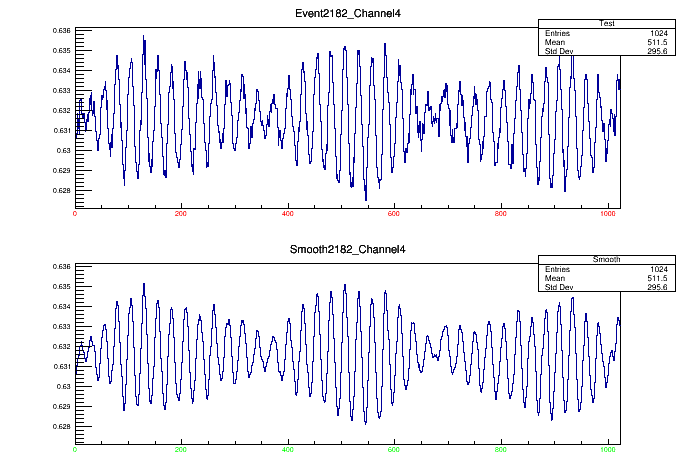 Event2182_Channel4
Test
Entries 1024
Mean 511.5
Std Dev 295.6
0.636
0.635
0.634
0.633
0.632
0.631
0.63
0.629
0.628
0 200 400 600 800 1000
Smooth2182_Channel4
Smooth
Entries 1024
Mean 511.5
Std Dev 295.6
0.636
0.635
0.634
0.633
0.632
0.631
0.63
0.629
0.628
0 200 400 600 800 1000